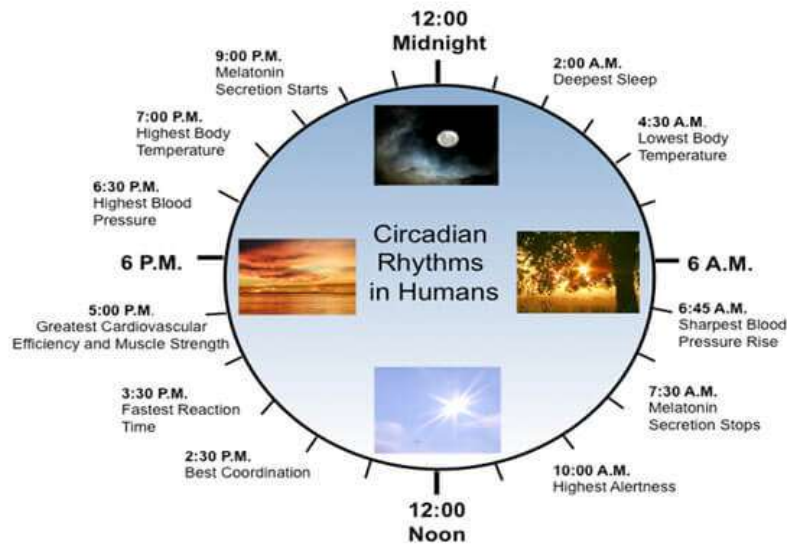 12:00
Midnight
2:00 A.M.
Deepest Sleep
4:30 A.M.
Lowest Body
Temperature
6 A.M.
6:45 A.M.
Sharpest Blood
Pressure Rise
7:30 A.M.
Melatonin
Secretion Stops
10:00 A.M.
Highest Alertness
12:00
Noon
2:30 P.M.
Best Coordination
3:30 P.M.
Fastest Reaction
Time
5:00 P.M.
Greatest Cardiovascular
Efficiency and Muscle Strength
6 P.M.
6:30 P.M.
Highest Blood
Pressure
7:00 P.M.
Highest Body
Temperature
9:00 P.M.
Melatonin
Secretion Starts
Circadian
Rhythms
in Humans